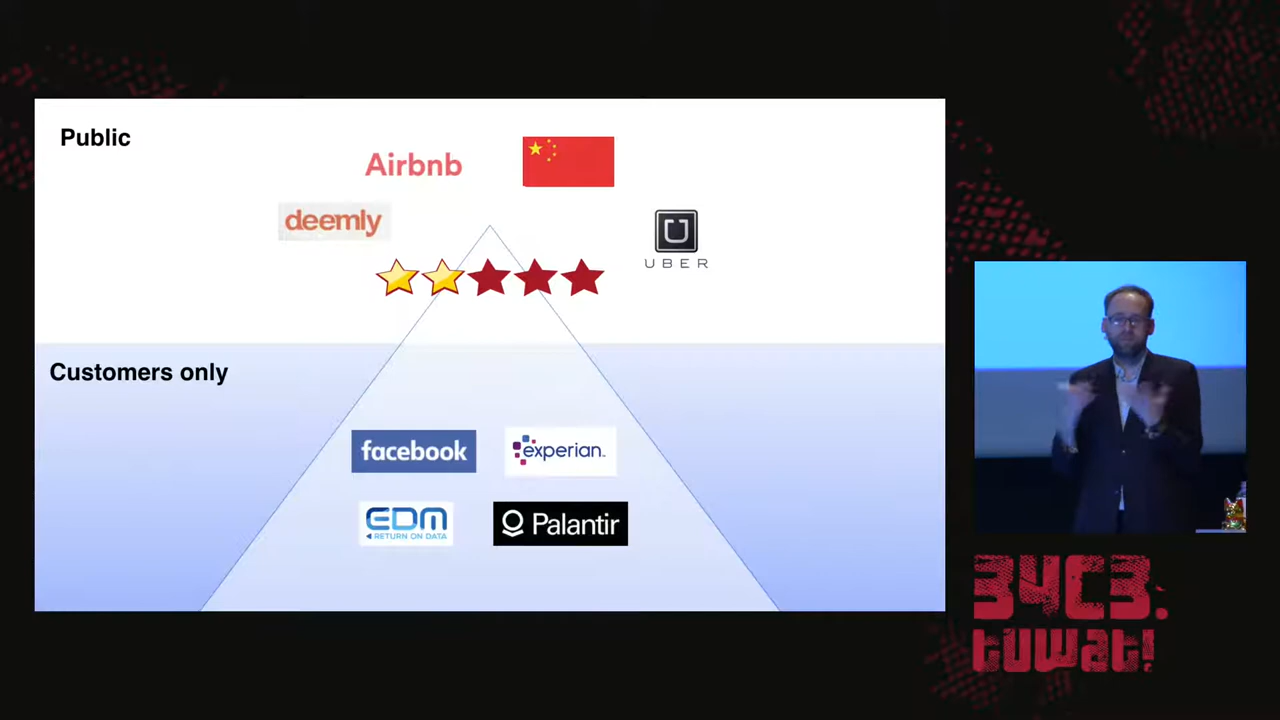 Public
Airbnb
deemly
UBER
Customers only
facebook
experian.
EDM
RETURN ON DATA
Palantir
34C3.
tuwat!